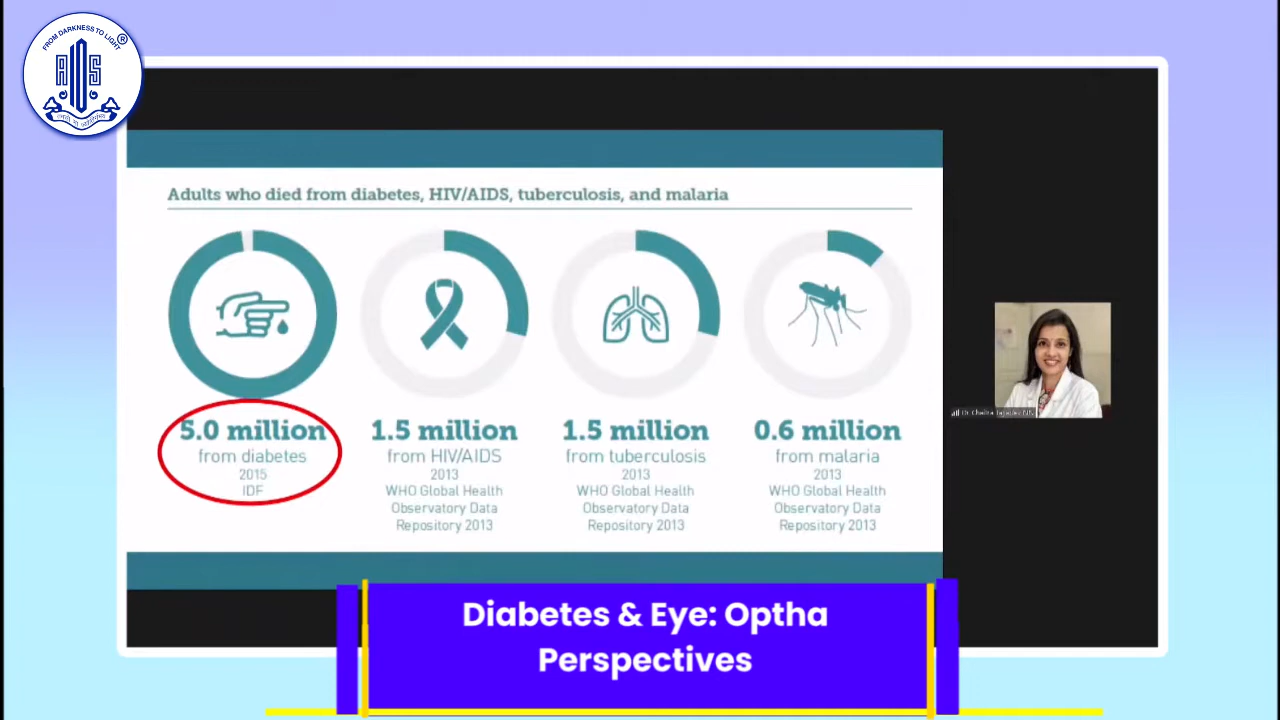 FROM DARKNESS TO LIGHT
AIOS
Adults who died from diabetes, HIV/AIDS, tuberculosis, and malaria
5.0 million
from diabetes
2015
IDF
1.5 million
from HIV/AIDS
2013
WHO Global Health
Observatory Data
Repository 2013
1.5 million
from tuberculosis
2013
WHO Global Health
Observatory Data
Repository 2013
0.6 million
from malaria
2013
WHO Global Health
Observatory Data
Repository 2013
Diabetes & Eye: Optha
Perspectives